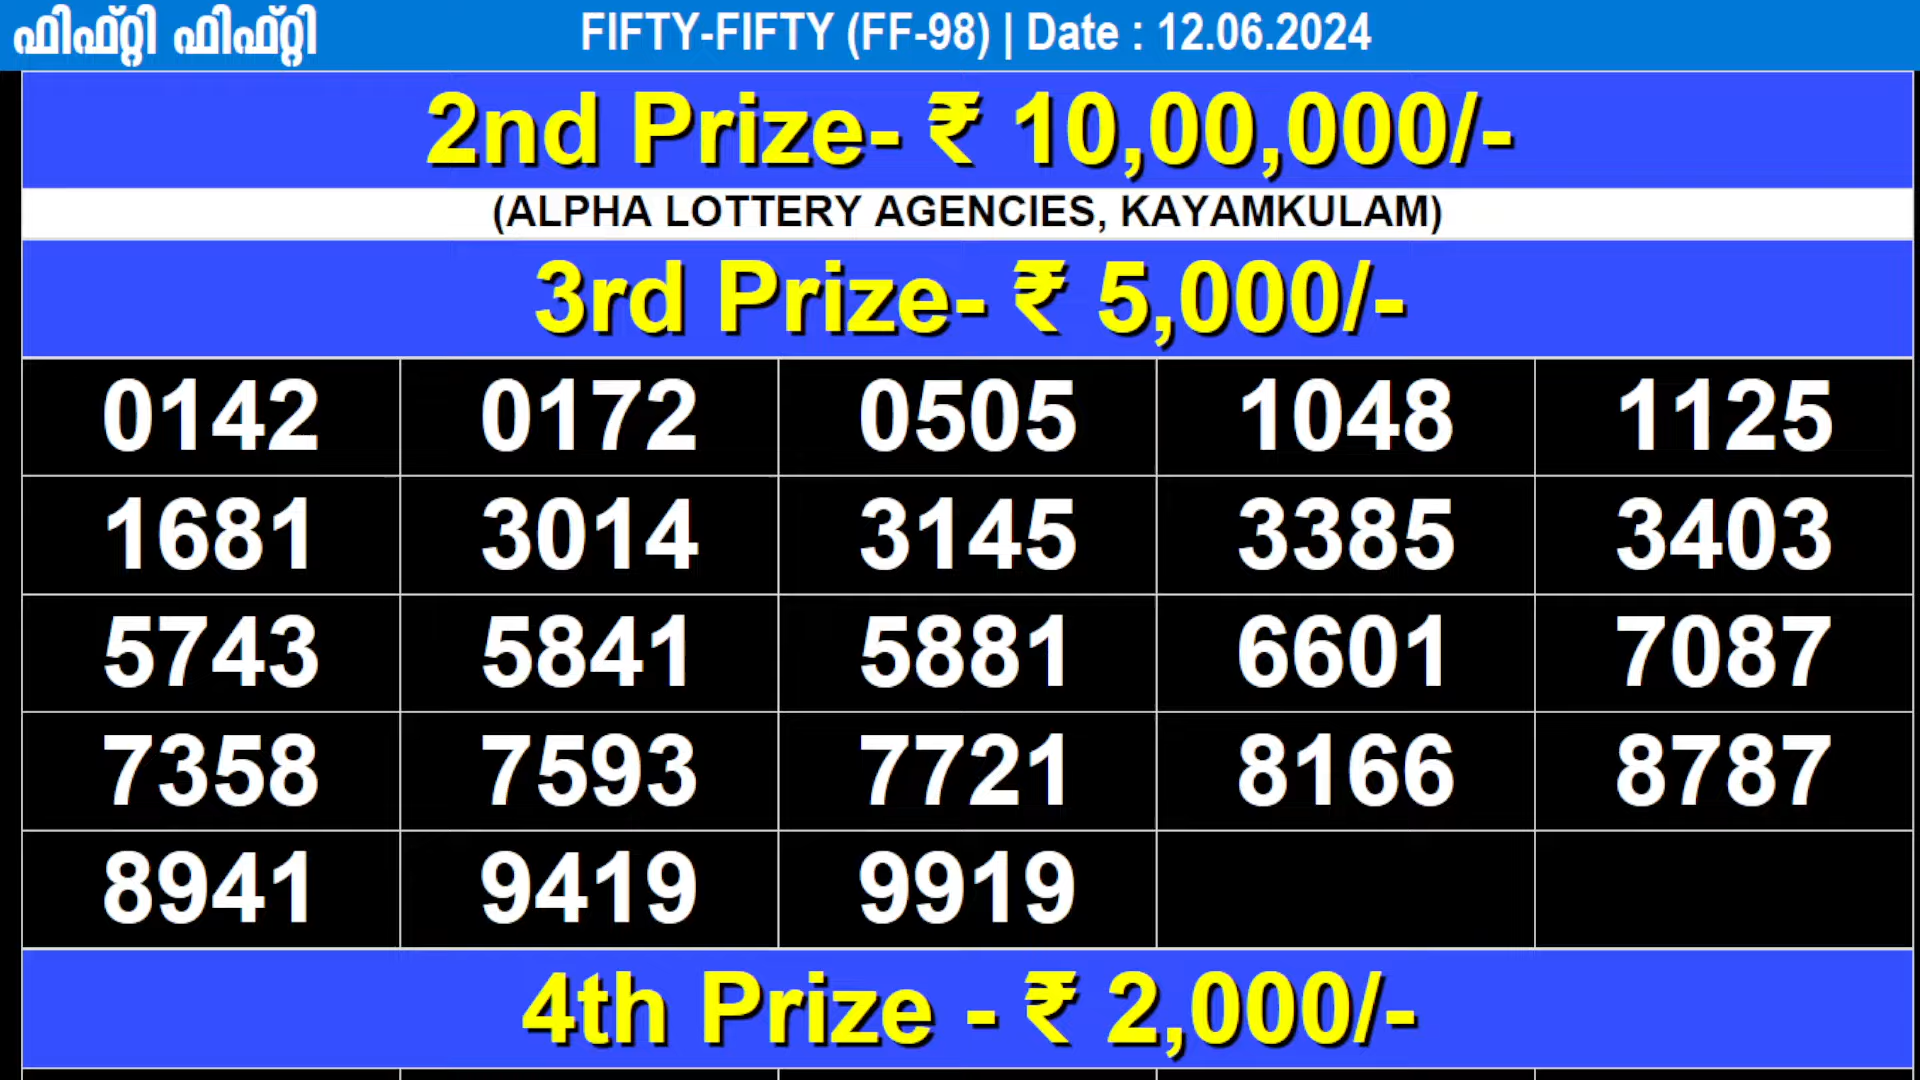 ഫിഫ്റ്റി ഫിഫ്റ്റി FIFTY-FIFTY (FF-98) | Date : 12.06.2024
2nd Prize- ₹ 10,00,000/-
(ALPHA LOTTERY AGENCIES, KAYAMKULAM)
3rd Prize- ₹ 5,000/-
0142 0172 0505 1048 1125
1681 3014 3145 3385 3403
5743 5841 5881 6601 7087
7358 7593 7721 8166 8787
8941 9419 9919
4th Prize - ₹ 2,000/-